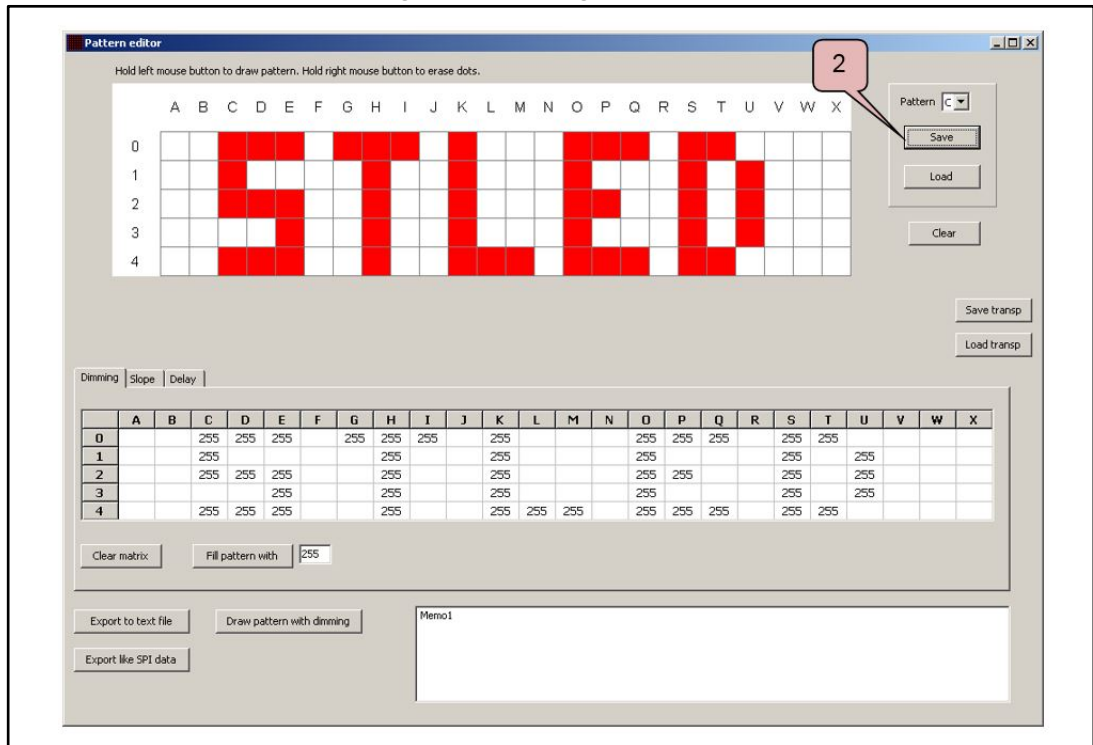 Pattern editor
Hold left mouse button to draw pattern. Hold right mouse button to erase dots.
2
A B C D E F G H I J K L M N O P Q R S T U V W X
0
1
2
3
4
STLED
Pattern C
Save
Load
Clear
Save transp
Load transp
Dimming Slope Delay
A B C D E F G H I J K L M N O P Q R S T U V W X
0 255 255 255 255 255 255 255 255 255 255 255 255
1 255 255 255 255 255 255
2 255 255 255 255 255 255 255 255 255
3 255 255 255 255 255 255
4 255 255 255 255 255 255 255 255 255 255 255 255
Clear matrix Fill pattern with 255
Export to text file Draw pattern with dimming Memo1
Export like SPI data